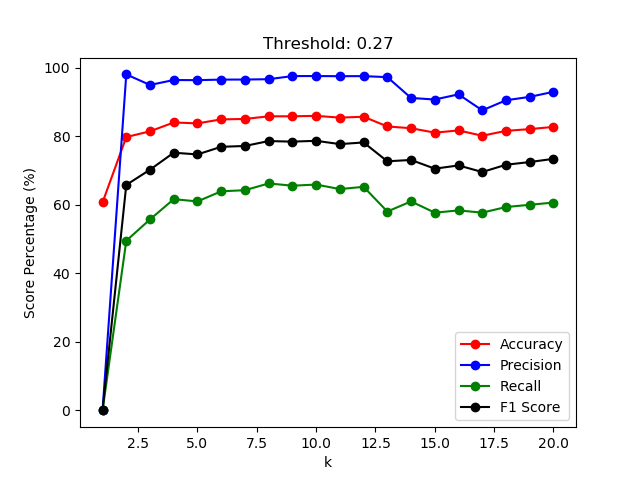 Threshold: 0.27
Score Percentage (%)
100
80
60
40
20
0
2.5 5.0 7.5 10.0 12.5 15.0 17.5 20.0
k
Accuracy
Precision
Recall
F1 Score